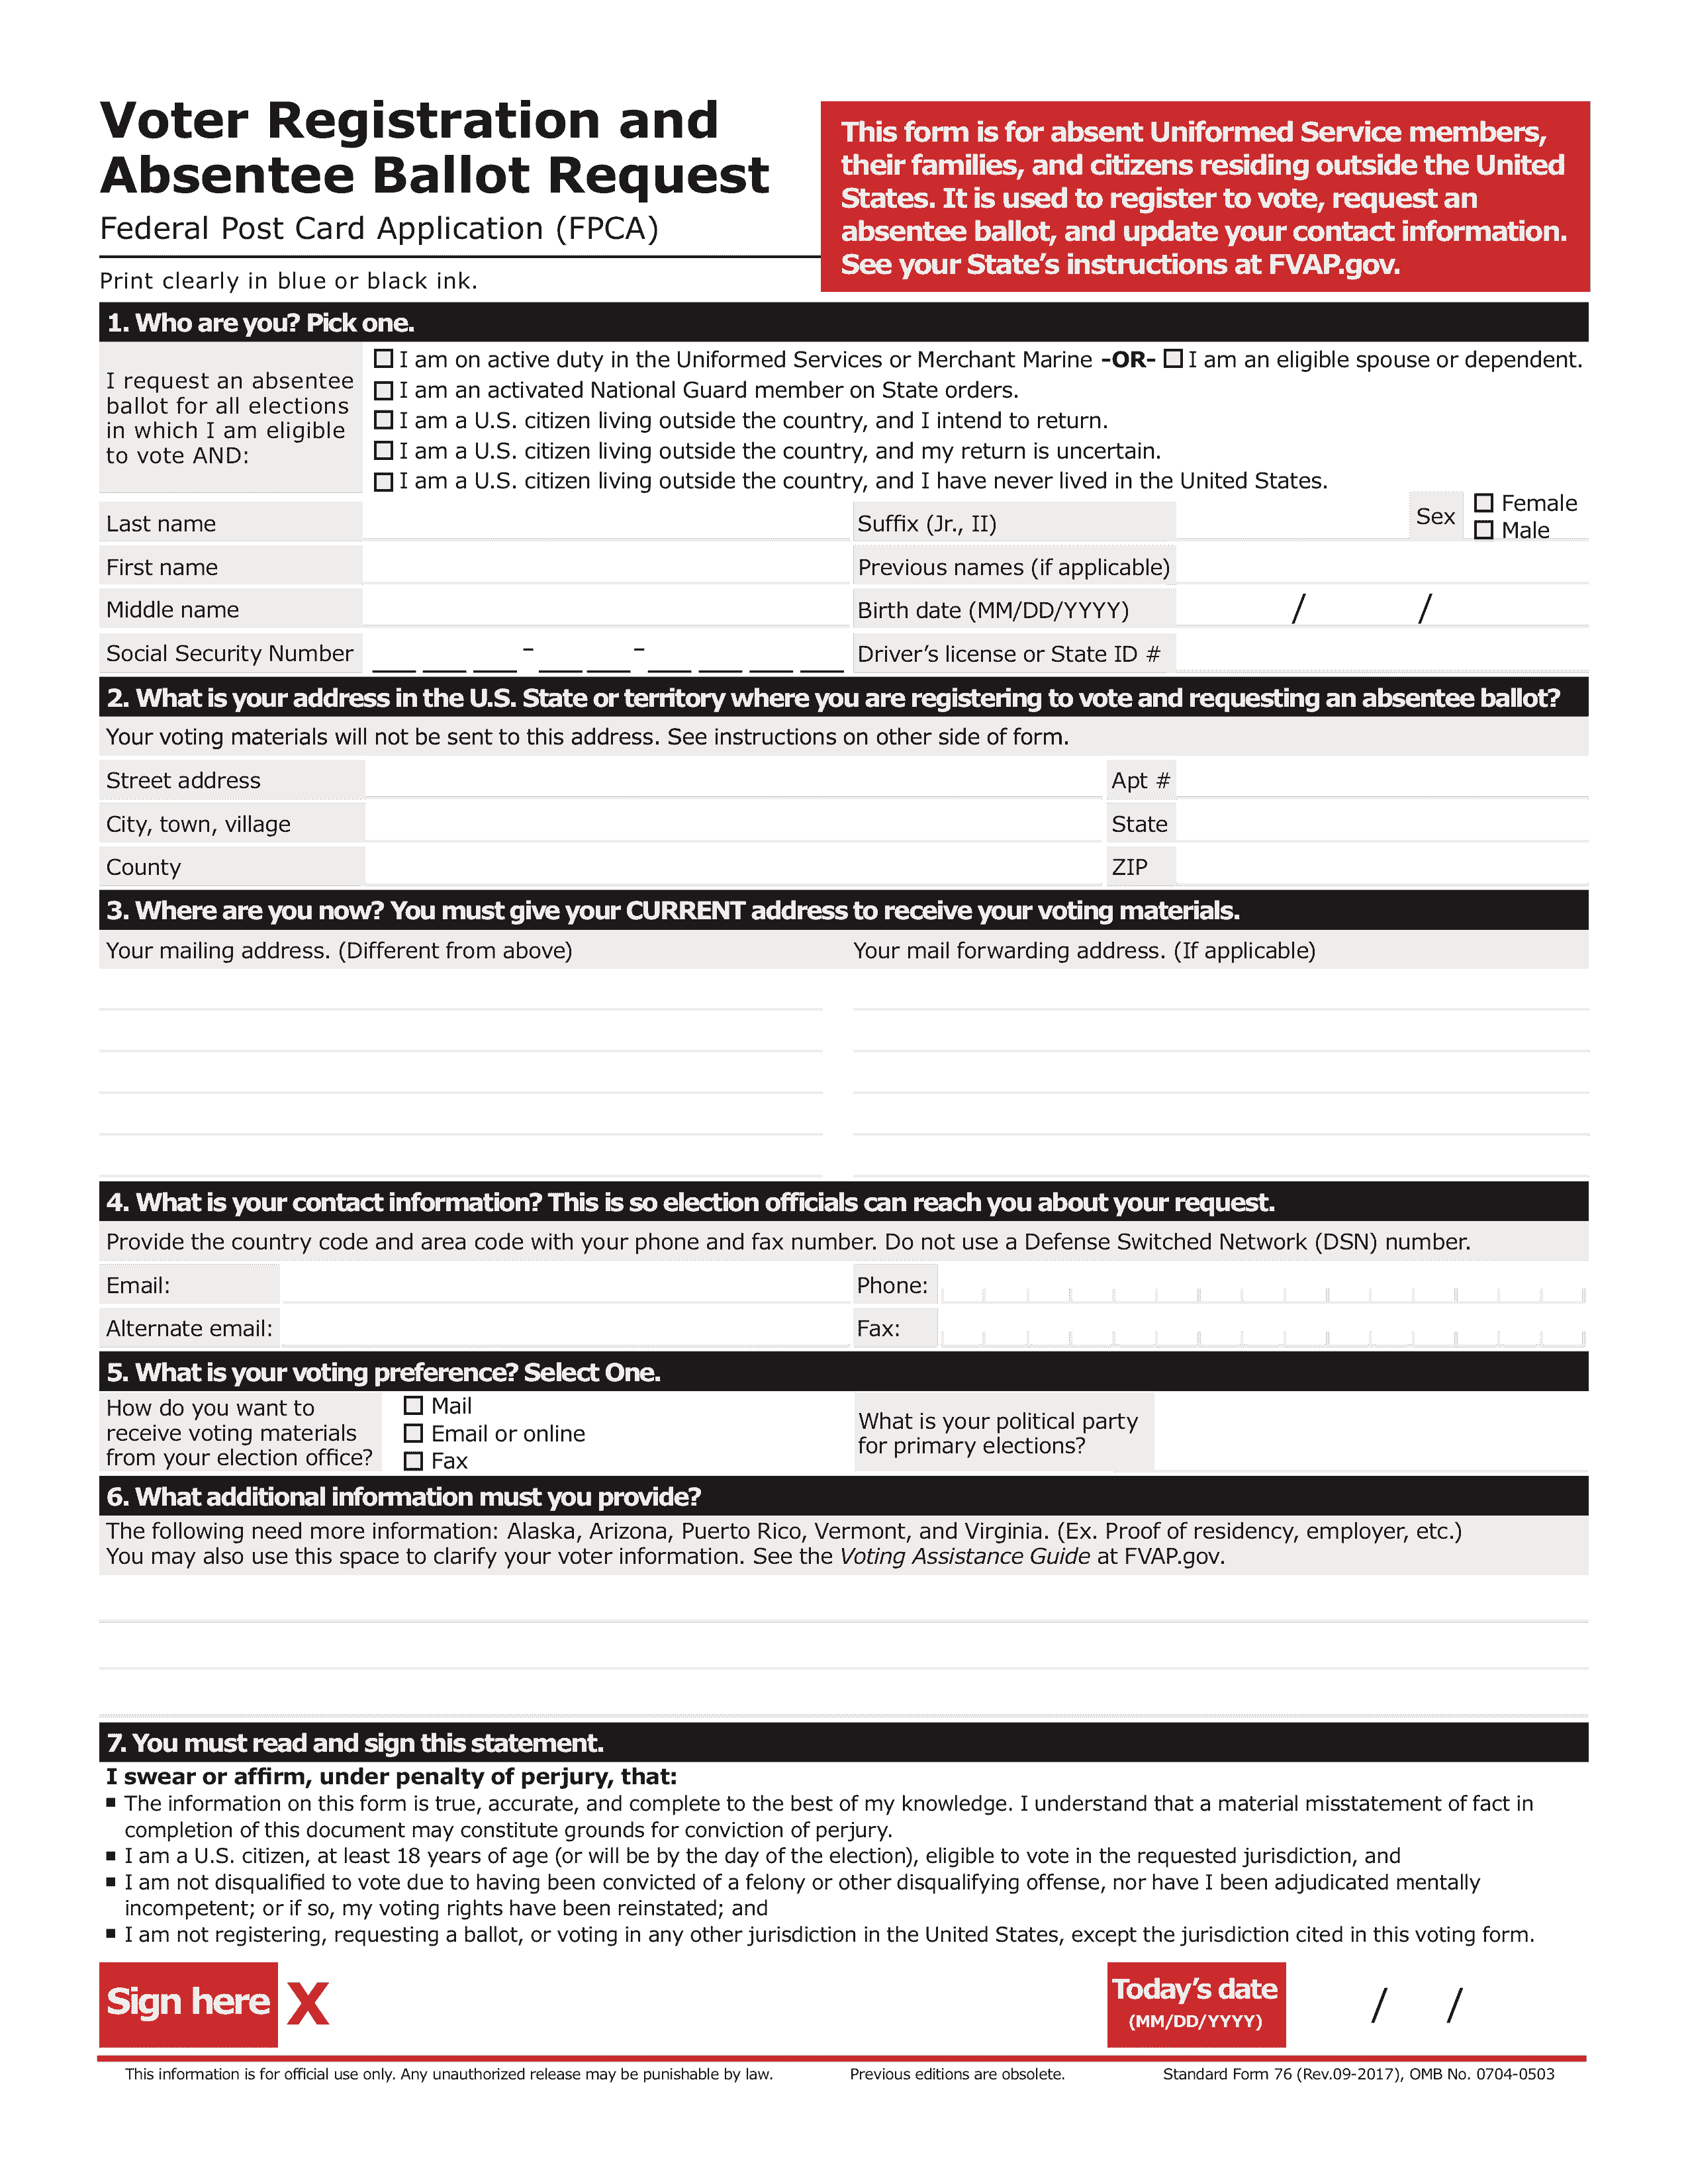 Voter Registration and
Absentee Ballot Request
Federal Post Card Application (FPCA)
Print clearly in blue or black ink.
This form is for absent Uniformed Service members,
their families, and citizens residing outside the United
States. It is used to register to vote, request an
absentee ballot, and update your contact information.
See your State’s instructions at FVAP.gov.
1. Who are you? Pick one.
I request an absentee
ballot for all elections
in which I am eligible
to vote AND:
I am on active duty in the Uniformed Services or Merchant Marine -OR- I am an eligible spouse or dependent.
I am an activated National Guard member on State orders.
I am a U.S. citizen living outside the country, and I intend to return.
I am a U.S. citizen living outside the country, and my return is uncertain.
I am a U.S. citizen living outside the country, and I have never lived in the United States.
Last name
Suffix (Jr., II)
Sex
Female
Male
First name
Previous names (if applicable)
Middle name
Birth date (MM/DD/YYYY) / /
Social Security Number - -
Driver’s license or State ID #
2. What is your address in the U.S. State or territory where you are registering to vote and requesting an absentee ballot?
Your voting materials will not be sent to this address. See instructions on other side of form.
Street address
Apt #
City, town, village
State
County
ZIP
3. Where are you now? You must give your CURRENT address to receive your voting materials.
Your mailing address. (Different from above)
Your mail forwarding address. (If applicable)
4. What is your contact information? This is so election officials can reach you about your request.
Provide the country code and area code with your phone and fax number. Do not use a Defense Switched Network (DSN) number.
Email:
Phone:
Alternate email:
Fax:
5. What is your voting preference? Select One.
How do you want to
receive voting materials
from your election office?
Mail
Email or online
Fax
What is your political party
for primary elections?
6. What additional information must you provide?
The following need more information: Alaska, Arizona, Puerto Rico, Vermont, and Virginia. (Ex. Proof of residency, employer, etc.)
You may also use this space to clarify your voter information. See the Voting Assistance Guide at FVAP.gov.
7. You must read and sign this statement.
I swear or affirm, under penalty of perjury, that:
▪ The information on this form is true, accurate, and complete to the best of my knowledge. I understand that a material misstatement of fact in
completion of this document may constitute grounds for conviction of perjury.
▪ I am a U.S. citizen, at least 18 years of age (or will be by the day of the election), eligible to vote in the requested jurisdiction, and
▪ I am not disqualified to vote due to having been convicted of a felony or other disqualifying offense, nor have I been adjudicated mentally
incompetent; or if so, my voting rights have been reinstated; and
▪ I am not registering, requesting a ballot, or voting in any other jurisdiction in the United States, except the jurisdiction cited in this voting form.
Sign here X
Today’s date
(MM/DD/YYYY)
/ /
This information is for official use only. Any unauthorized release may be punishable by law.
Previous editions are obsolete.
Standard Form 76 (Rev.09-2017), OMB No. 0704-0503